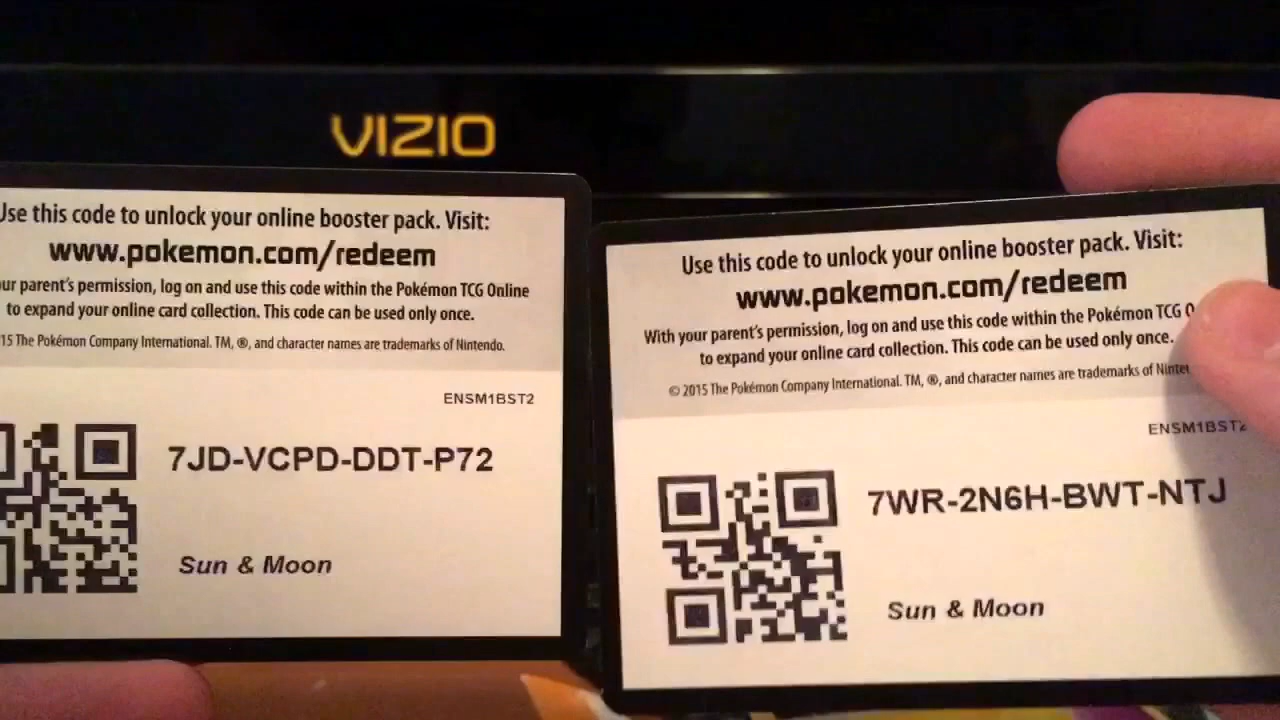 VIZIO
Use this code to unlock your online booster pack. Visit:
www.pokemon.com/redeem
parent's permission, log on and use this code within the Pokémon TCG Online
to expand your online card collection. This code can be used only once.
The Pokémon Company International. TM, ®, and character names are trademarks of Nintendo.
ENSM1BST2
7JD-VCPD-DDT-P72
Sun & Moon
Use this code to unlock your online booster pack. Visit:
www.pokemon.com/redeem
With your parent's permission, log on and use this code within the Pokémon TCG
to expand your online card collection. This code can be used only once.
© 2015 The Pokémon Company International. TM, ®, and character names are trademarks of
ENSM1BST2
7WR-2N6H-BWT-NTJ
Sun & Moon